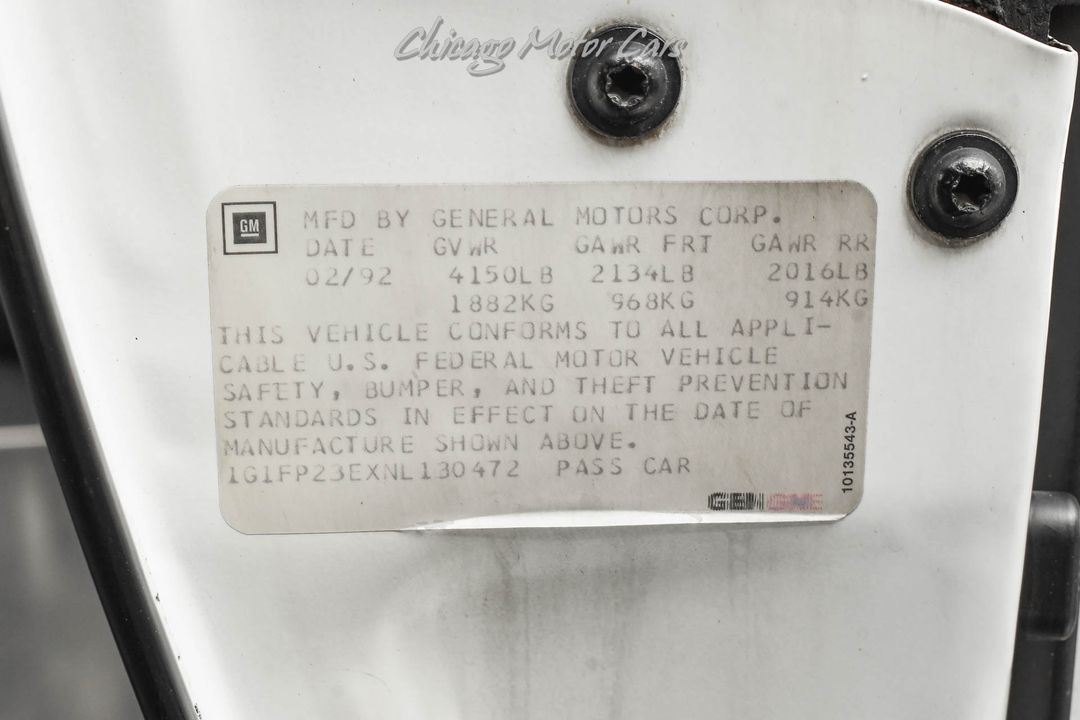 Chicago Motor Cars
GM MFD BY GENERAL MOTORS CORP.
DATE GVWR GAWR FRT GAWR RR
02/92 4150LB 2134LB 2016LB
1882KG 968KG 914KG
THIS VEHICLE CONFORMS TO ALL APPLI-
CABLE U.S. FEDERAL MOTOR VEHICLE
SAFETY, BUMPER, AND THEFT PREVENTION
STANDARDS IN EFFECT ON THE DATE OF
MANUFACTURE SHOWN ABOVE.
1G1FP23EXNL130472 PASS CAR
10135543-A